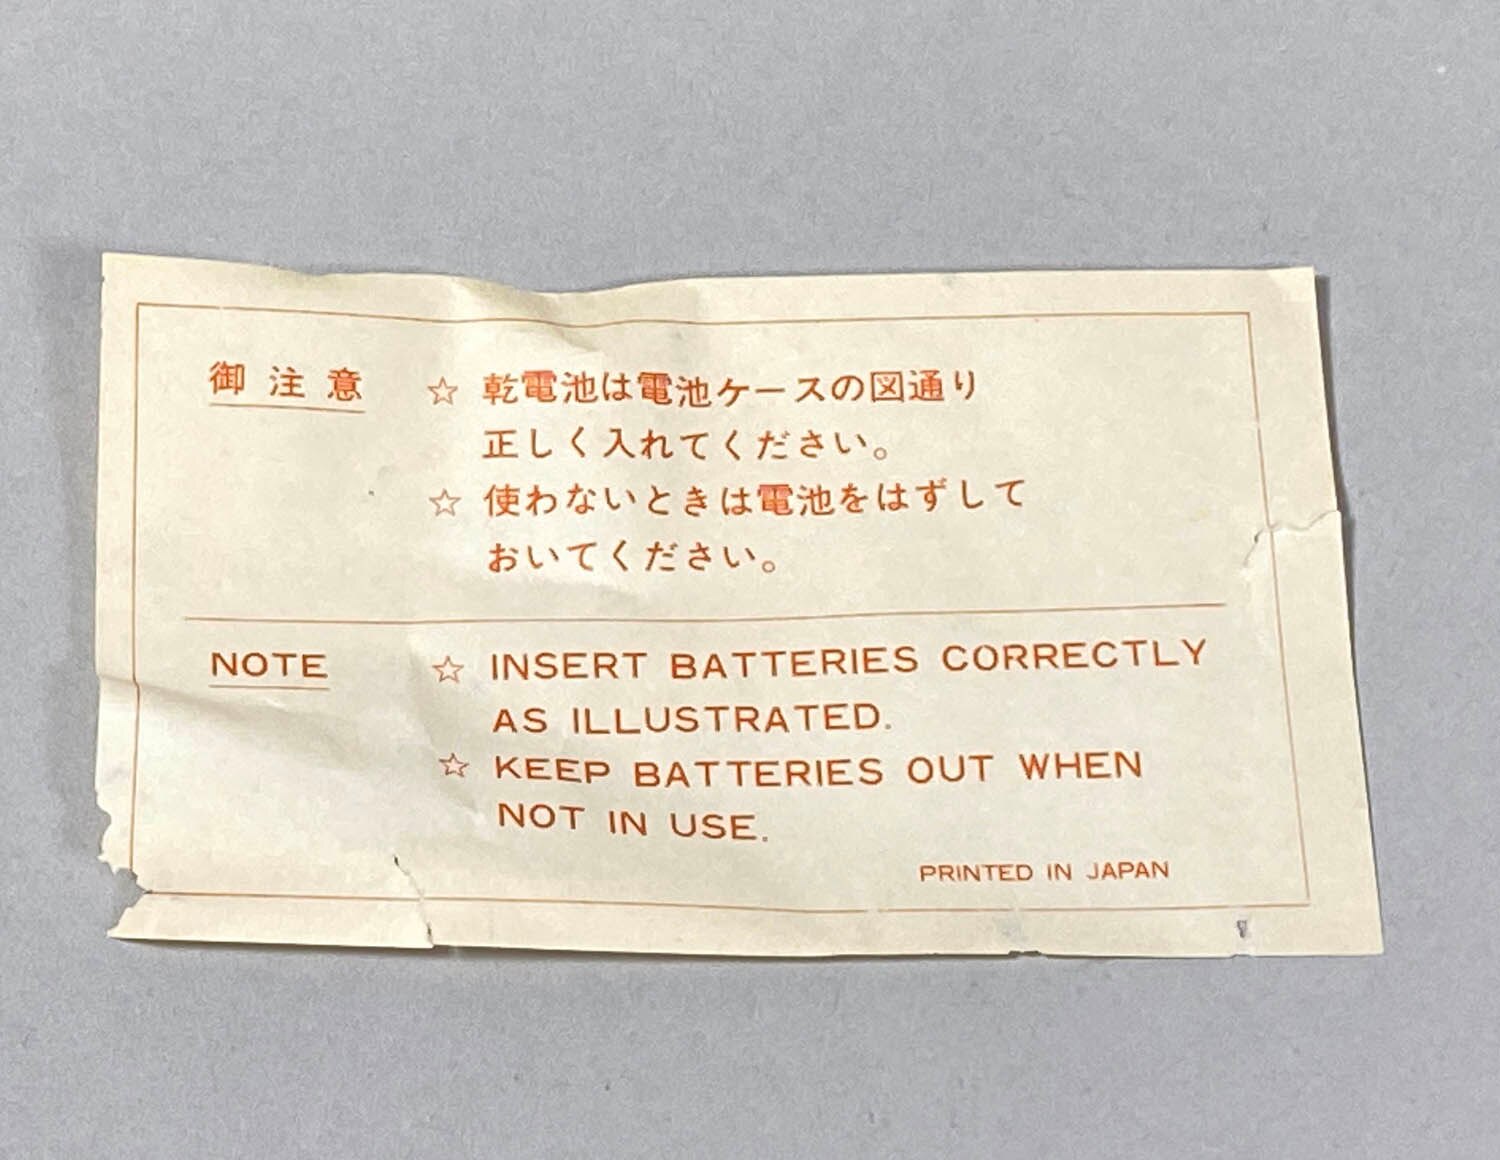 御注意 ☆ 乾電池は電池ケースの図通り
正しく入れてください。
☆ 使わないときは電池をはずして
おいてください。
NOTE ☆ INSERT BATTERIES CORRECTLY
AS ILLUSTRATED.
☆ KEEP BATTERIES OUT WHEN
NOT IN USE.
PRINTED IN JAPAN